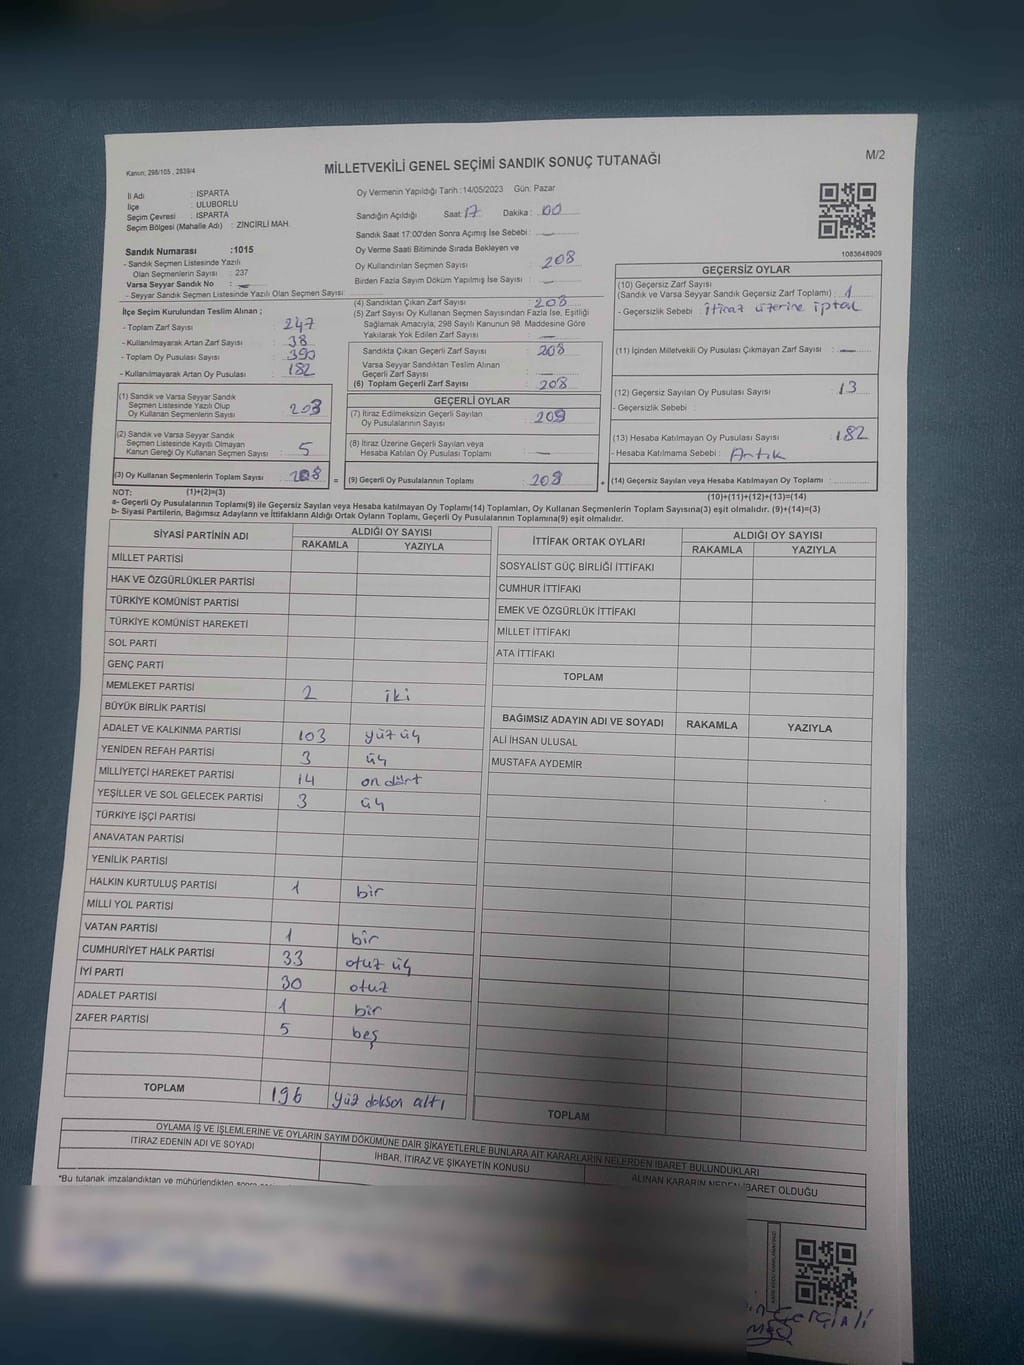 M/2
Kanun; 298/105 , 2839/4
MİLLETVEKİLİ GENEL SEÇİMİ SANDIK SONUÇ TUTANAĞI
İl Adı : ISPARTA
İlçe : ULUBORLU
Seçim Çevresi : ISPARTA
Seçim Bölgesi (Mahalle Adı) : ZİNCİRLİ MAH.
Sandık Numarası :1015
- Sandık Seçmen Listesinde Yazılı
Olan Seçmenlerin Sayısı : 237
Varsa Seyyar Sandık No :
- Seyyar Seçmen Listesinde Yazılı Olan Seçmen Sayısı:
Oy Vermenin Yapıldığı Tarih :14/05/2023 Gün. Pazar
Sandığın Açıldığı Saat: 17 Dakika : 00
Sandık Saat 17:00'den Sonra Açımış İse Sebebi : —
Oy Verme Saati Bitiminde Sırada Bekleyen ve
Oy Kullandırılan Seçmen Sayısı : 208
Birden Fazla Sayım Döküm Yapılmış İse Sayısı : —
1083648909
İlçe Seçim Kurulundan Teslim Alınan ;
- Toplam Zarf Sayısı : 247
- Kullanılmayarak Artan Zarf Sayısı : 38
- Toplam Oy Pusulası Sayısı : 390
- Kullanılmayarak Artan Oy Pusulası : 182
(1) Sandık ve Varsa Seyyar Sandık
Seçmen Listesinde Yazılı Olup
Oy Kullanan Seçmenlerin Sayısı : 203
(2) Sandık ve Varsa Seyyar Sandık
Seçmen Listesinde Kayıtlı Olmayan
Kanun Gereği Oy Kullanan Seçmen Sayısı : 5
(3) Oy Kullanan Seçmenlerin Toplam Sayısı : 208
(4) Sandıktan Çıkan Zarf Sayısı : 208
(5) Zarf Sayısı Oy Kullanan Seçmen Sayısından Fazla İse, Eşitliği
Sağlamak Amacıyla; 298 Sayılı Kanunun 98. Maddesine Göre
Yakılarak Yok Edilen Zarf Sayısı : —
Sandıkta Çıkan Geçerli Zarf Sayısı : 208
Varsa Seyyar Sandıktan Teslim Alınan
Geçerli Zarf Sayısı : —
(6) Toplam Geçerli Zarf Sayısı : 208
GEÇERLİ OYLAR
(7) İtiraz Edilmeksizin Geçerli Sayılan
Oy Pusulalarının Sayısı : 208
(8) İtiraz Üzerine Geçerli Sayılan veya
Hesaba Katılan Oy Pusulası Toplamı : —
= (9) Geçerli Oy Pusulalarının Toplamı : 208
GEÇERSİZ OYLAR
(10) Geçersiz Zarf Sayısı
(Sandık ve Varsa Seyyar Sandık Geçersiz Zarf Toplamı) : 1
- Geçersizlik Sebebi : itiraz üzerine iptal
(11) İçinden Milletvekili Oy Pusulası Çıkmayan Zarf Sayısı : —
(12) Geçersiz Sayılan Oy Pusulası Sayısı : 13
- Geçersizlik Sebebi :
(13) Hesaba Katılmayan Oy Pusulası Sayısı : 182
- Hesaba Katılmama Sebebi : Artık
+ (14) Geçersiz Sayılan veya Hesaba Katılmayan Oy Toplamı :
NOT: (1)+(2)=(3)
(10)+(11)+(12)+(13)=(14)
a- Geçerli Oy Pusulalarının Toplamı(9) ile Geçersiz Sayılan veya Hesaba katılmayan Oy Toplamı(14) Toplamları, Oy Kullanan Seçmenlerin Toplam Sayısına(3) eşit olmalıdır. (9)+(14)=(3)
b- Siyasi Partilerin, Bağımsız Adayların ve İttifakların Aldığı Ortak Oyların Toplamı, Geçerli Oy Pusulalarının Toplamına(9) eşit olmalıdır.
SİYASİ PARTİNİN ADI ALDIĞI OY SAYISI
RAKAMLA YAZIYLA
MİLLET PARTİSİ
HAK VE ÖZGÜRLÜKLER PARTİSİ
TÜRKİYE KOMÜNİST PARTİSİ
TÜRKİYE KOMÜNİST HAREKETİ
SOL PARTİ
GENÇ PARTİ
MEMLEKET PARTİSİ 2 iki
BÜYÜK BİRLİK PARTİSİ
ADALET VE KALKINMA PARTİSİ 103 yüz üç
YENİDEN REFAH PARTİSİ 3 üç
MİLLİYETÇİ HAREKET PARTİSİ 14 on dört
YEŞİLLER VE SOL GELECEK PARTİSİ 3 üç
TÜRKİYE İŞÇİ PARTİSİ
ANAVATAN PARTİSİ
YENİLİK PARTİSİ
HALKIN KURTULUŞ PARTİSİ 1 bir
MİLLİ YOL PARTİSİ
VATAN PARTİSİ 1 bir
CUMHURİYET HALK PARTİSİ 33 otuz üç
İYİ PARTİ 30 otuz
ADALET PARTİSİ 1 bir
ZAFER PARTİSİ 5 beş
TOPLAM 196 yüz doksan altı
İTTİFAK ORTAK OYLARI ALDIĞI OY SAYISI
RAKAMLA YAZIYLA
SOSYALİST GÜÇ BİRLİĞİ İTTİFAKI
CUMHUR İTTİFAKI
EMEK VE ÖZGÜRLÜK İTTİFAKI
MİLLET İTTİFAKI
ATA İTTİFAKI
TOPLAM
BAĞIMSIZ ADAYIN ADI VE SOYADI RAKAMLA YAZIYLA
ALİ İHSAN ULUSAL
MUSTAFA AYDEMİR
TOPLAM
OYLAMA İŞ VE İŞLEMLERİNE VE OYLARIN SAYIM DÖKÜMÜNE DAİR ŞİKAYETLERLE BUNLARA AİT KARARLARIN NELERDEN İBARET BULUNDUKLARI
İTİRAZ EDENİN ADI VE SOYADI İHBAR, İTİRAZ VE ŞİKAYETİN KONUSU ALINAN KARARIN NEDEN İBARET OLDUĞU
"Bu tutanak imzalandıktan ve mühürlendikten sonra